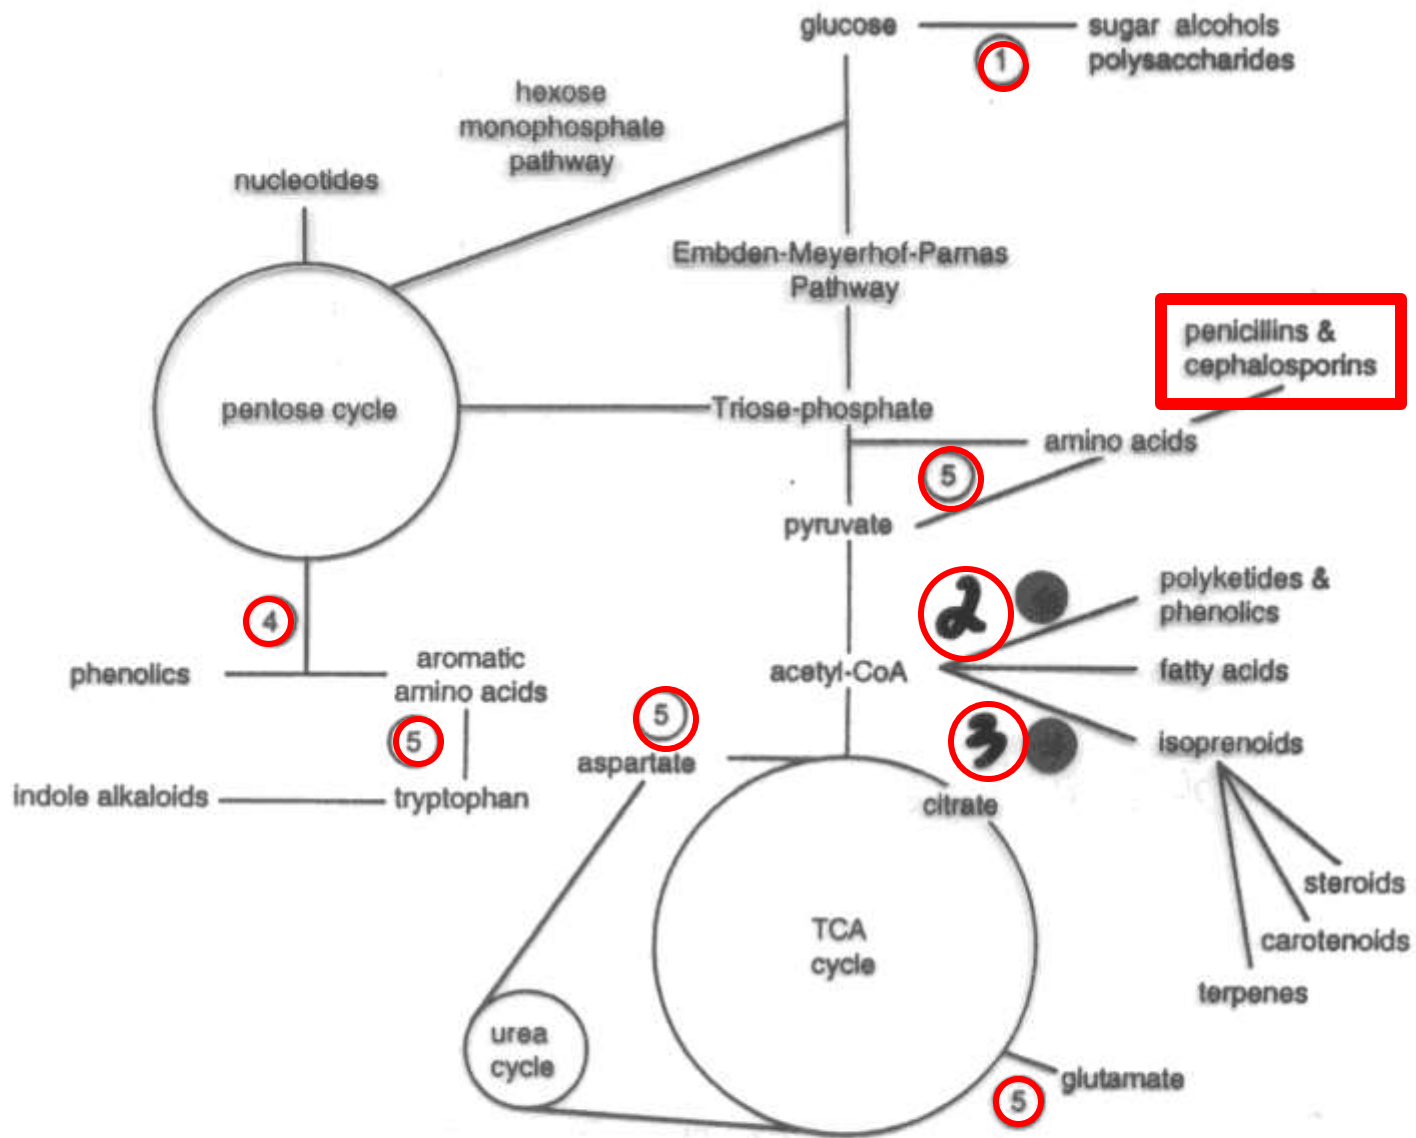 glucose
sugar alcohols
polysaccharides
1
hexose
monophosphate
pathway
nucleotides
Embden-Meyerhof-Parnas
Pathway
penicillins &
cephalosporins
pentose cycle
Triose-phosphate
amino acids
5
pyruvate
2
polyketides &
phenolics
4
phenolics
aromatic
amino acids
acetyl-CoA
fatty acids
5
3
isoprenoids
5
aspartate
indole alkaloids
tryptophan
citrate
steroids
TCA
cycle
carotenoids
terpenes
urea
cycle
glutamate
5